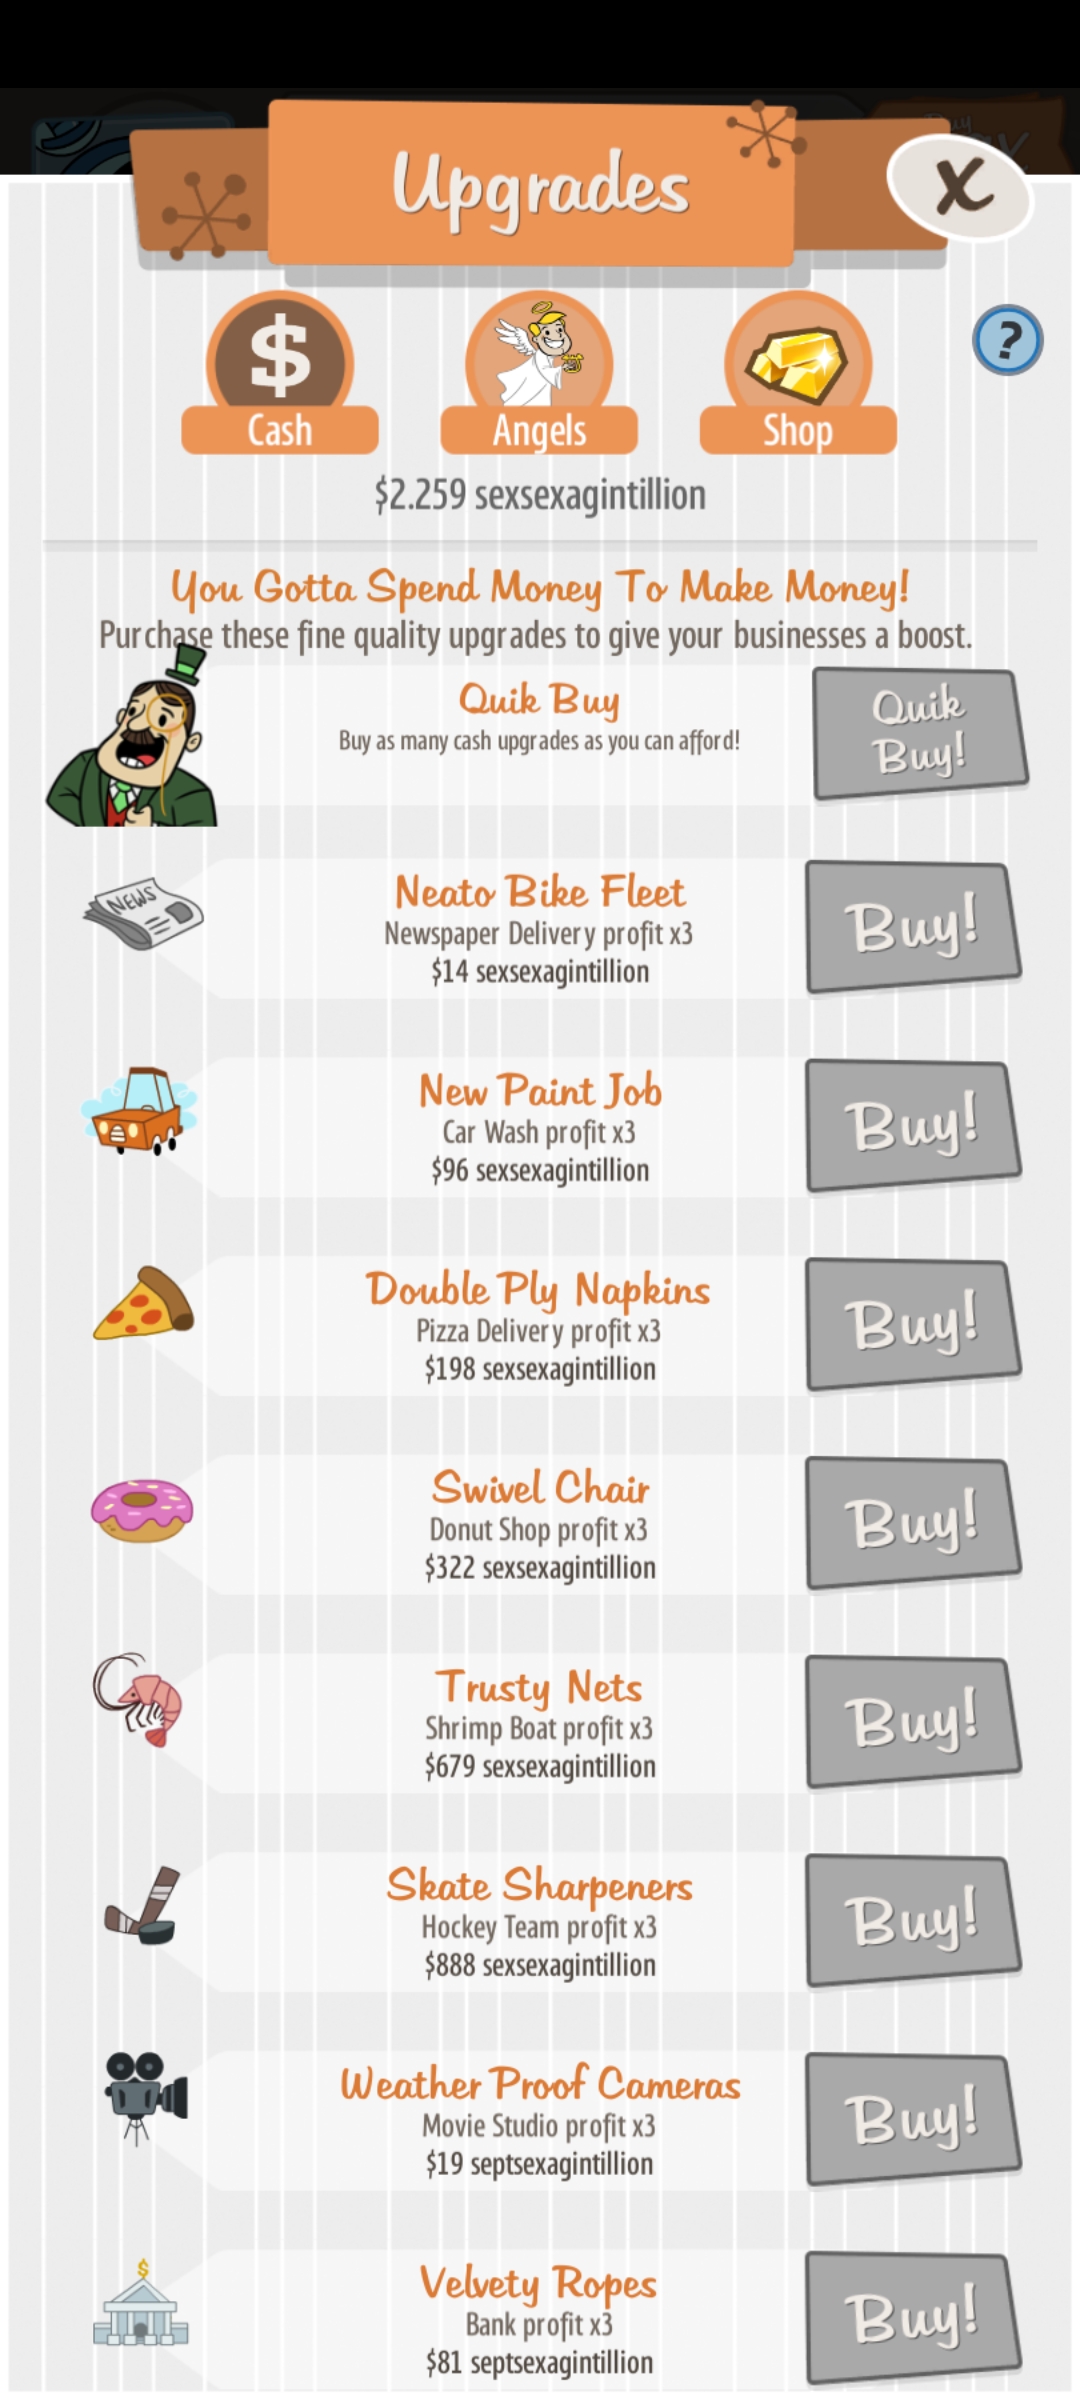 Upgrades
X
$
Cash
Angels
Shop
?
$2.259 sexsexagintillion
You Gotta Spend Money To Make Money!
Purchase these fine quality upgrades to give your businesses a boost.
Quik Buy
Buy as many cash upgrades as you can afford!
Quik
Buy!
NEWS
Neato Bike Fleet
Newspaper Delivery profit x3
$14 sexsexagintillion
Buy!
New Paint Job
Car Wash profit x3
$96 sexsexagintillion
Buy!
Double Ply Napkins
Pizza Delivery profit x3
$198 sexsexagintillion
Buy!
Swivel Chair
Donut Shop profit x3
$322 sexsexagintillion
Buy!
Trusty Nets
Shrimp Boat profit x3
$679 sexsexagintillion
Buy!
Skate Sharpeners
Hockey Team profit x3
$888 sexsexagintillion
Buy!
Weather Proof Cameras
Movie Studio profit x3
$19 septsexagintillion
Buy!
$
Velvety Ropes
Bank profit x3
$81 septsexagintillion
Buy!